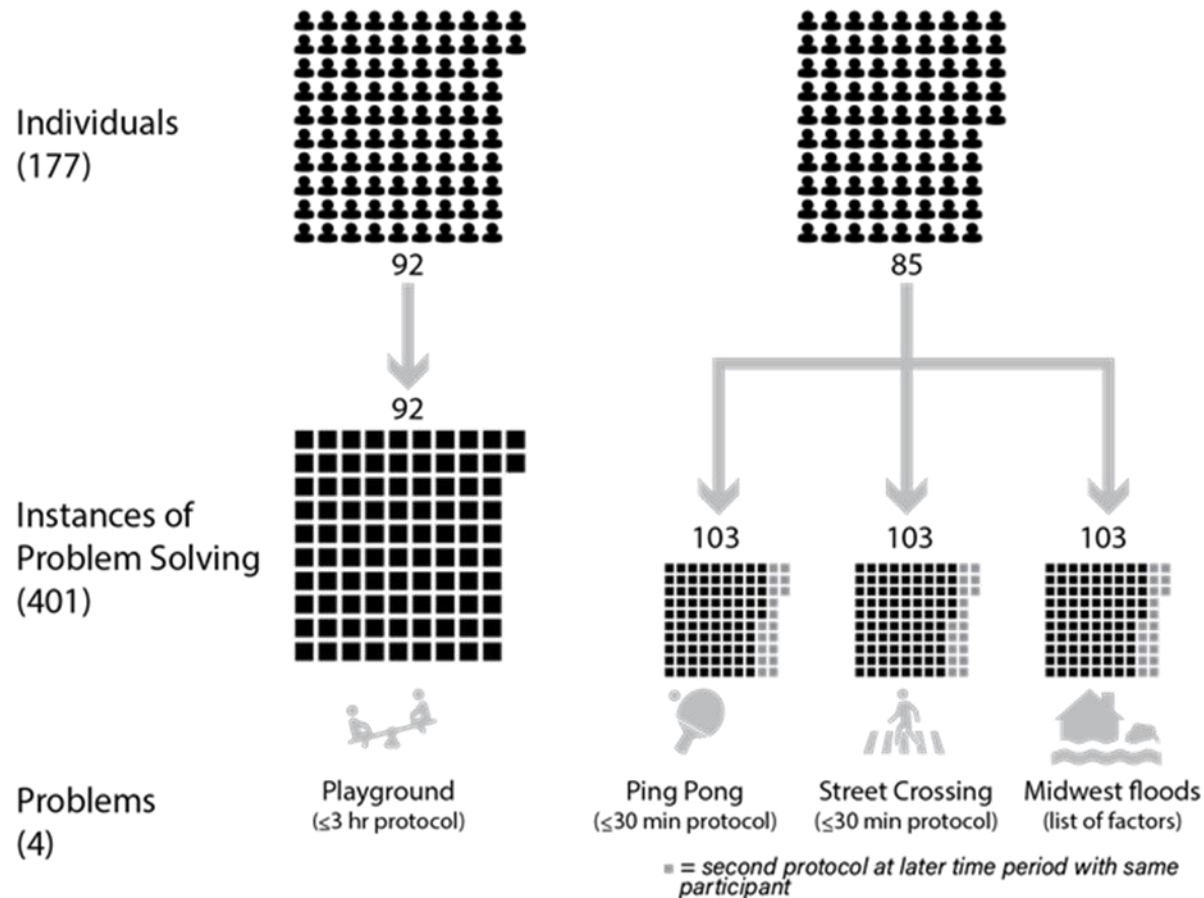 Individuals
(177)
92
85
92
Instances of
Problem Solving
(401)
103
103
103
Problems
(4)
Playground
(≤3 hr protocol)
Ping Pong
(≤30 min protocol)
Street Crossing
(≤30 min protocol)
Midwest floods
(list of factors)
= second protocol at later time period with same
participant